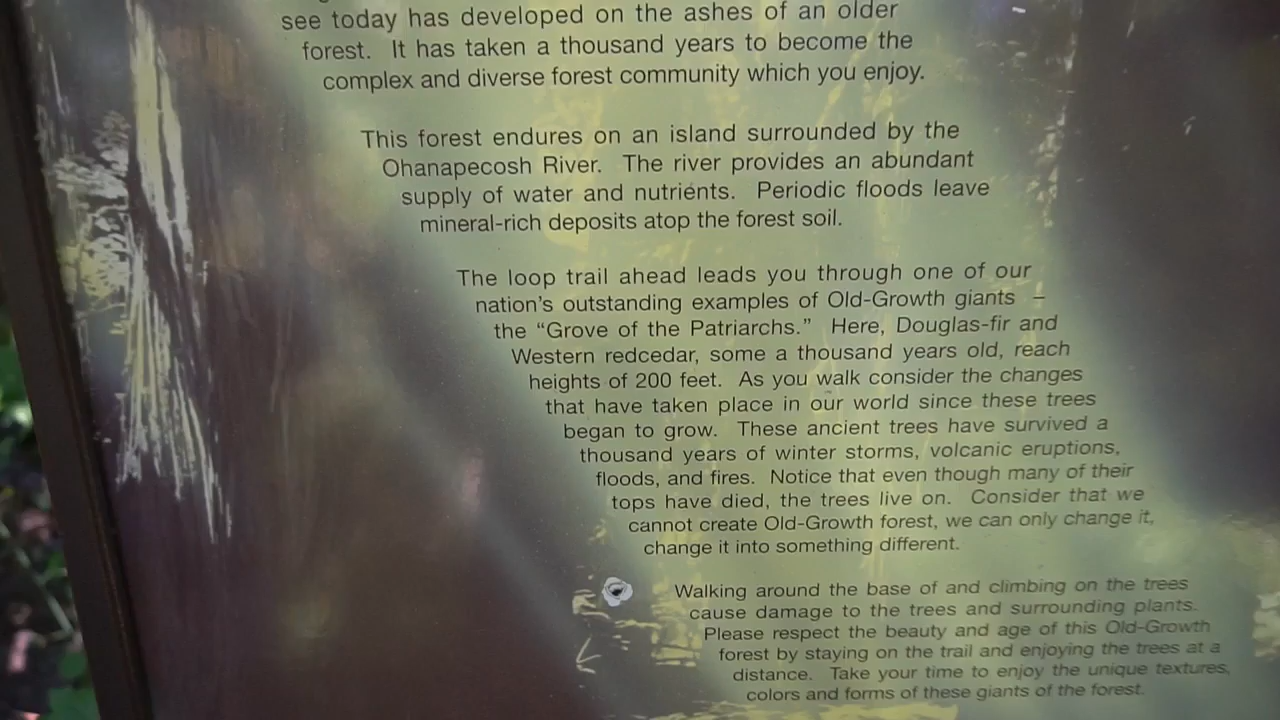 see today has developed on the ashes of an older
forest. It has taken a thousand years to become the
complex and diverse forest community which you enjoy.
This forest endures on an island surrounded by the
Ohanapecosh River. The river provides an abundant
supply of water and nutrients. Periodic floods leave
mineral-rich deposits atop the forest soil.
The loop trail ahead leads you through one of our
nation's outstanding examples of Old-Growth giants –
the “Grove of the Patriarchs.” Here, Douglas-fir and
Western redcedar, some a thousand years old, reach
heights of 200 feet. As you walk consider the changes
that have taken place in our world since these trees
began to grow. These ancient trees have survived a
thousand years of winter storms, volcanic eruptions,
floods, and fires. Notice that even though many of their
tops have died, the trees live on. Consider that we
cannot create Old-Growth forest, we can only change it,
change it into something different.
Walking around the base of and climbing on the trees
cause damage to the trees and surrounding plants.
Please respect the beauty and age of this Old-Growth
forest by staying on the trail and enjoying the trees at a
distance. Take your time to enjoy the unique textures,
colors and forms of these giants of the forest.